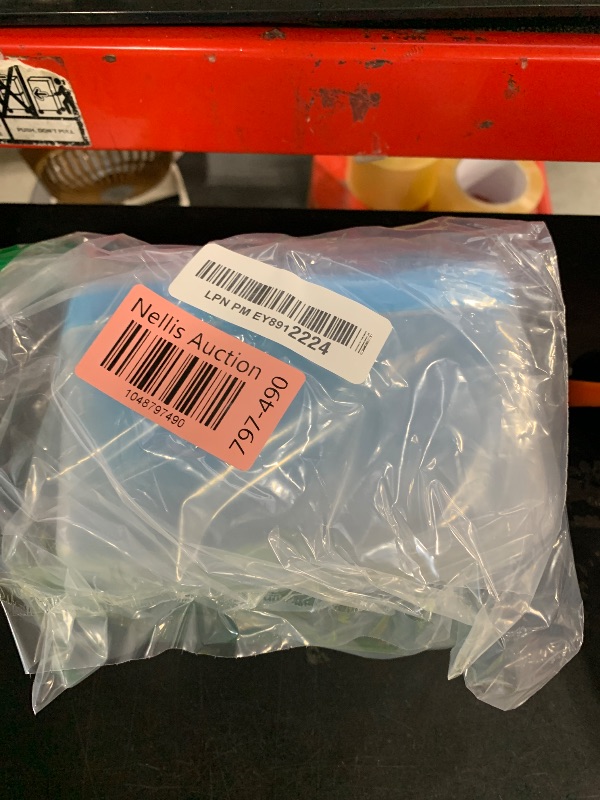 PUSH, DON'T PULL
LPN PM EY8912224
Nellis Auction
1048797490
797-490